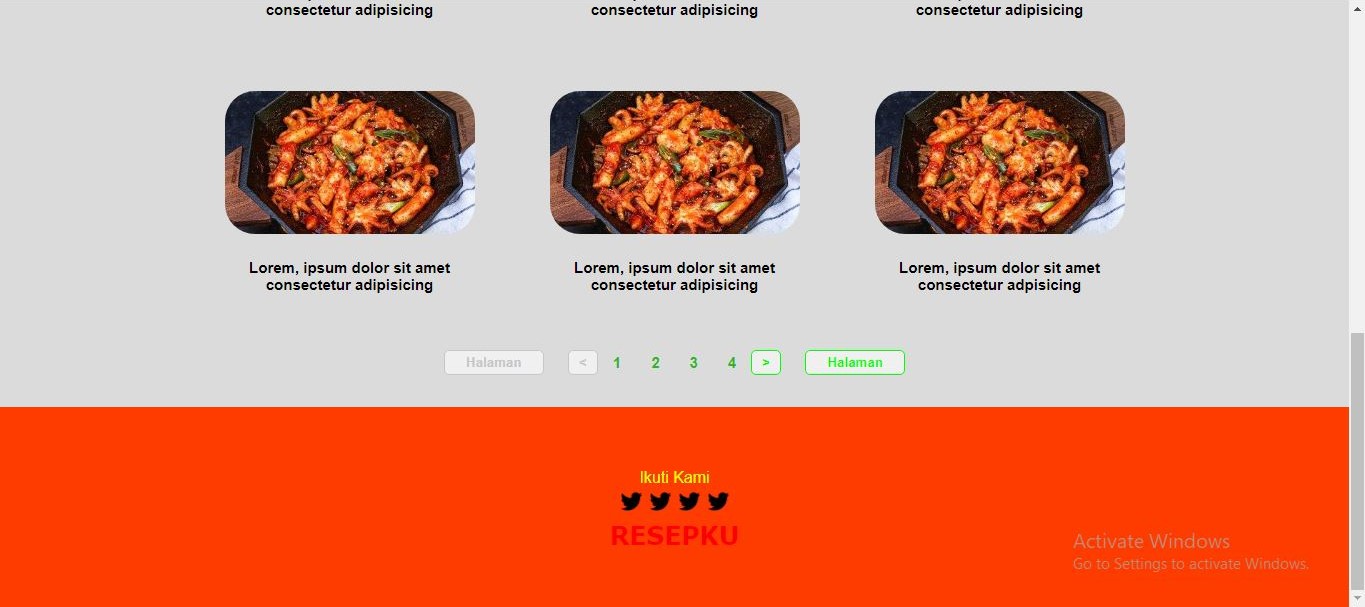 consectetur adipisicing
consectetur adipisicing
consectetur adipisicing
Lorem, ipsum dolor sit amet
consectetur adipisicing
Lorem, ipsum dolor sit amet
consectetur adipisicing
Lorem, ipsum dolor sit amet
consectetur adipisicing
Halaman < 1 2 3 4 > Halaman
Ikuti Kami
RESEPKU
Activate Windows
Go to Settings to activate Windows.